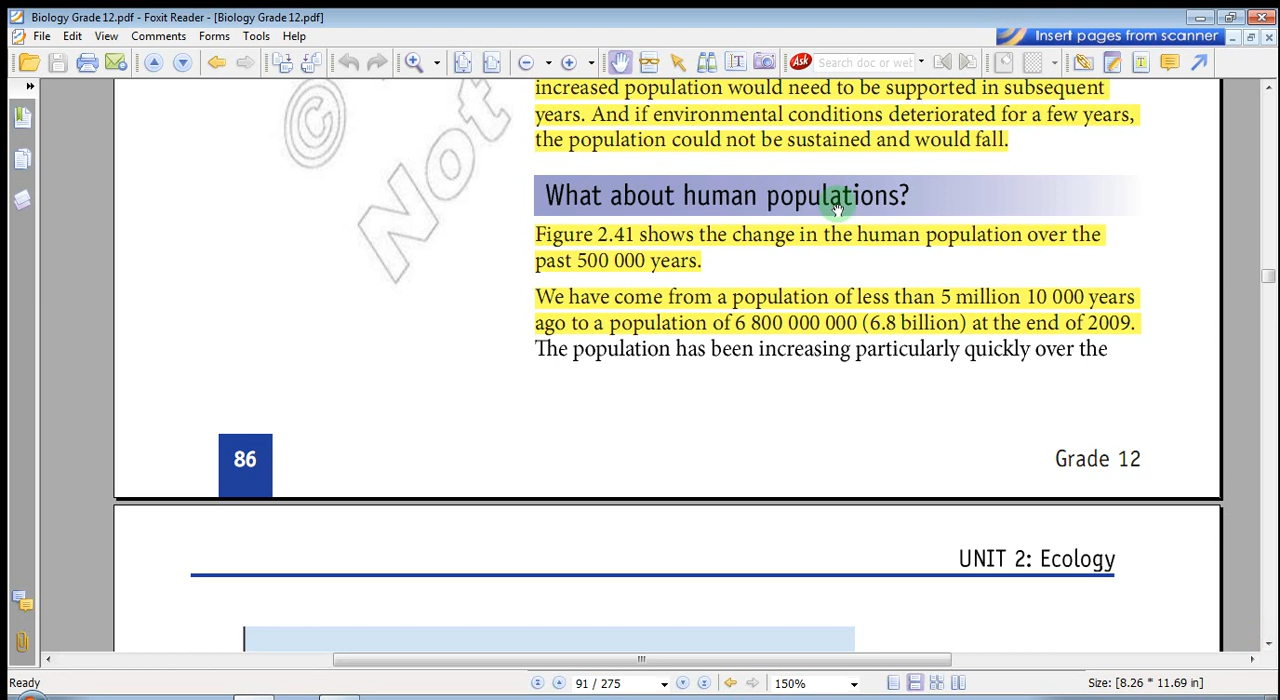 Biology Grade 12.pdf - Foxit Reader - [Biology Grade 12.pdf]
File Edit View Comments Forms Tools Help
Insert pages from scanner
Ask Search doc or wel
increased population would need to be supported in subsequent
years. And if environmental conditions deteriorated for a few years,
the population could not be sustained and would fall.
© Not
What about human populations?
Figure 2.41 shows the change in the human population over the
past 500 000 years.
We have come from a population of less than 5 million 10 000 years
ago to a population of 6 800 000 000 (6.8 billion) at the end of 2009.
The population has been increasing particularly quickly over the
86
Grade 12
UNIT 2: Ecology
Ready
91 / 275
150%
Size: [8.26 * 11.69 in]